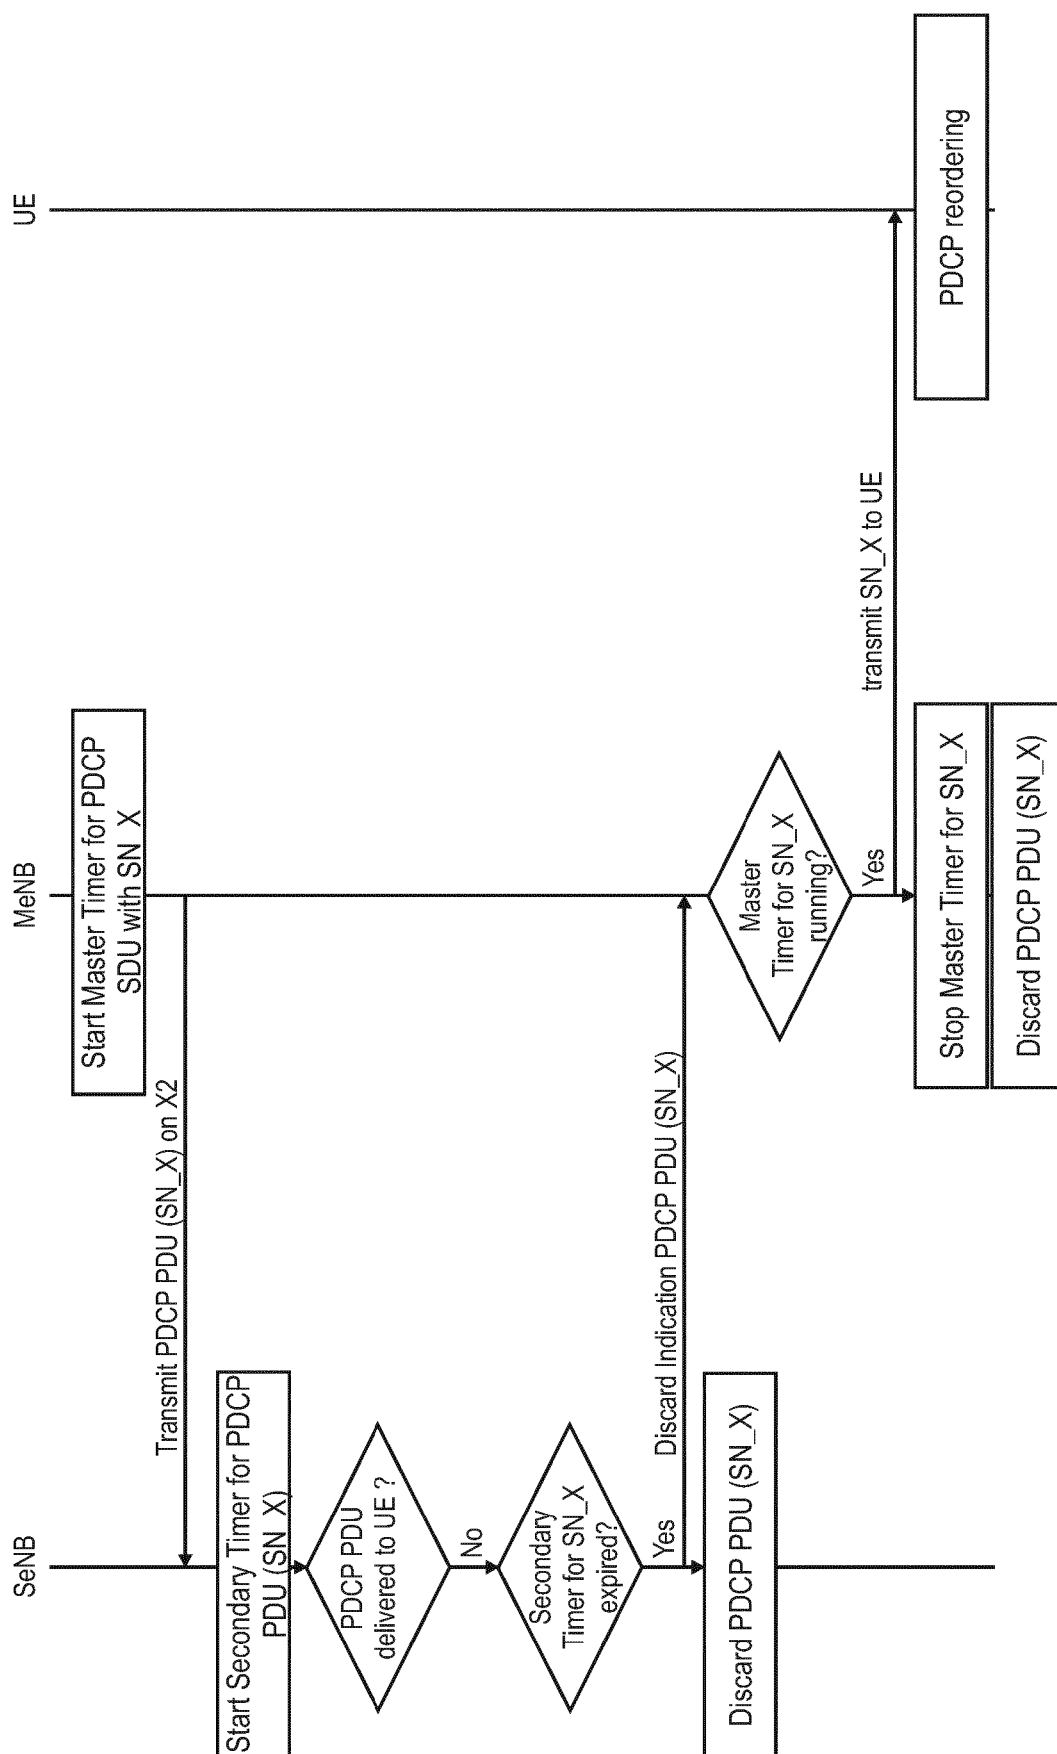 SeNB
MeNB
UE
Start Master Timer for PDCP
SDU with SN_X
Transmit PDCP PDU (SN_X) on X2
Start Secondary Timer for PDCP
PDU (SN_X)
PDCP PDU
delivered to UE ?
No
Secondary
Timer for SN_X
expired?
Yes
Discard Indication PDCP PDU (SN_X)
Discard PDCP PDU (SN_X)
Master
Timer for SN_X
running?
Yes
transmit SN_X to UE
Stop Master Timer for SN_X
Discard PDCP PDU (SN_X)
PDCP reordering